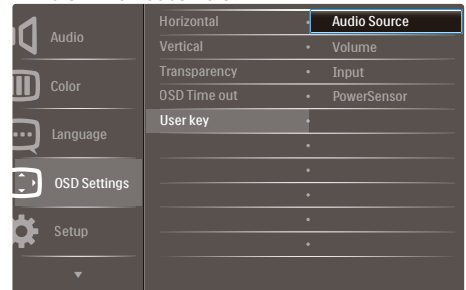 Audio
Color
Language
OSD Settings
Setup
Horizontal
Vertical
Transparency
OSD Time out
User key
Audio Source
Volume
Input
PowerSensor